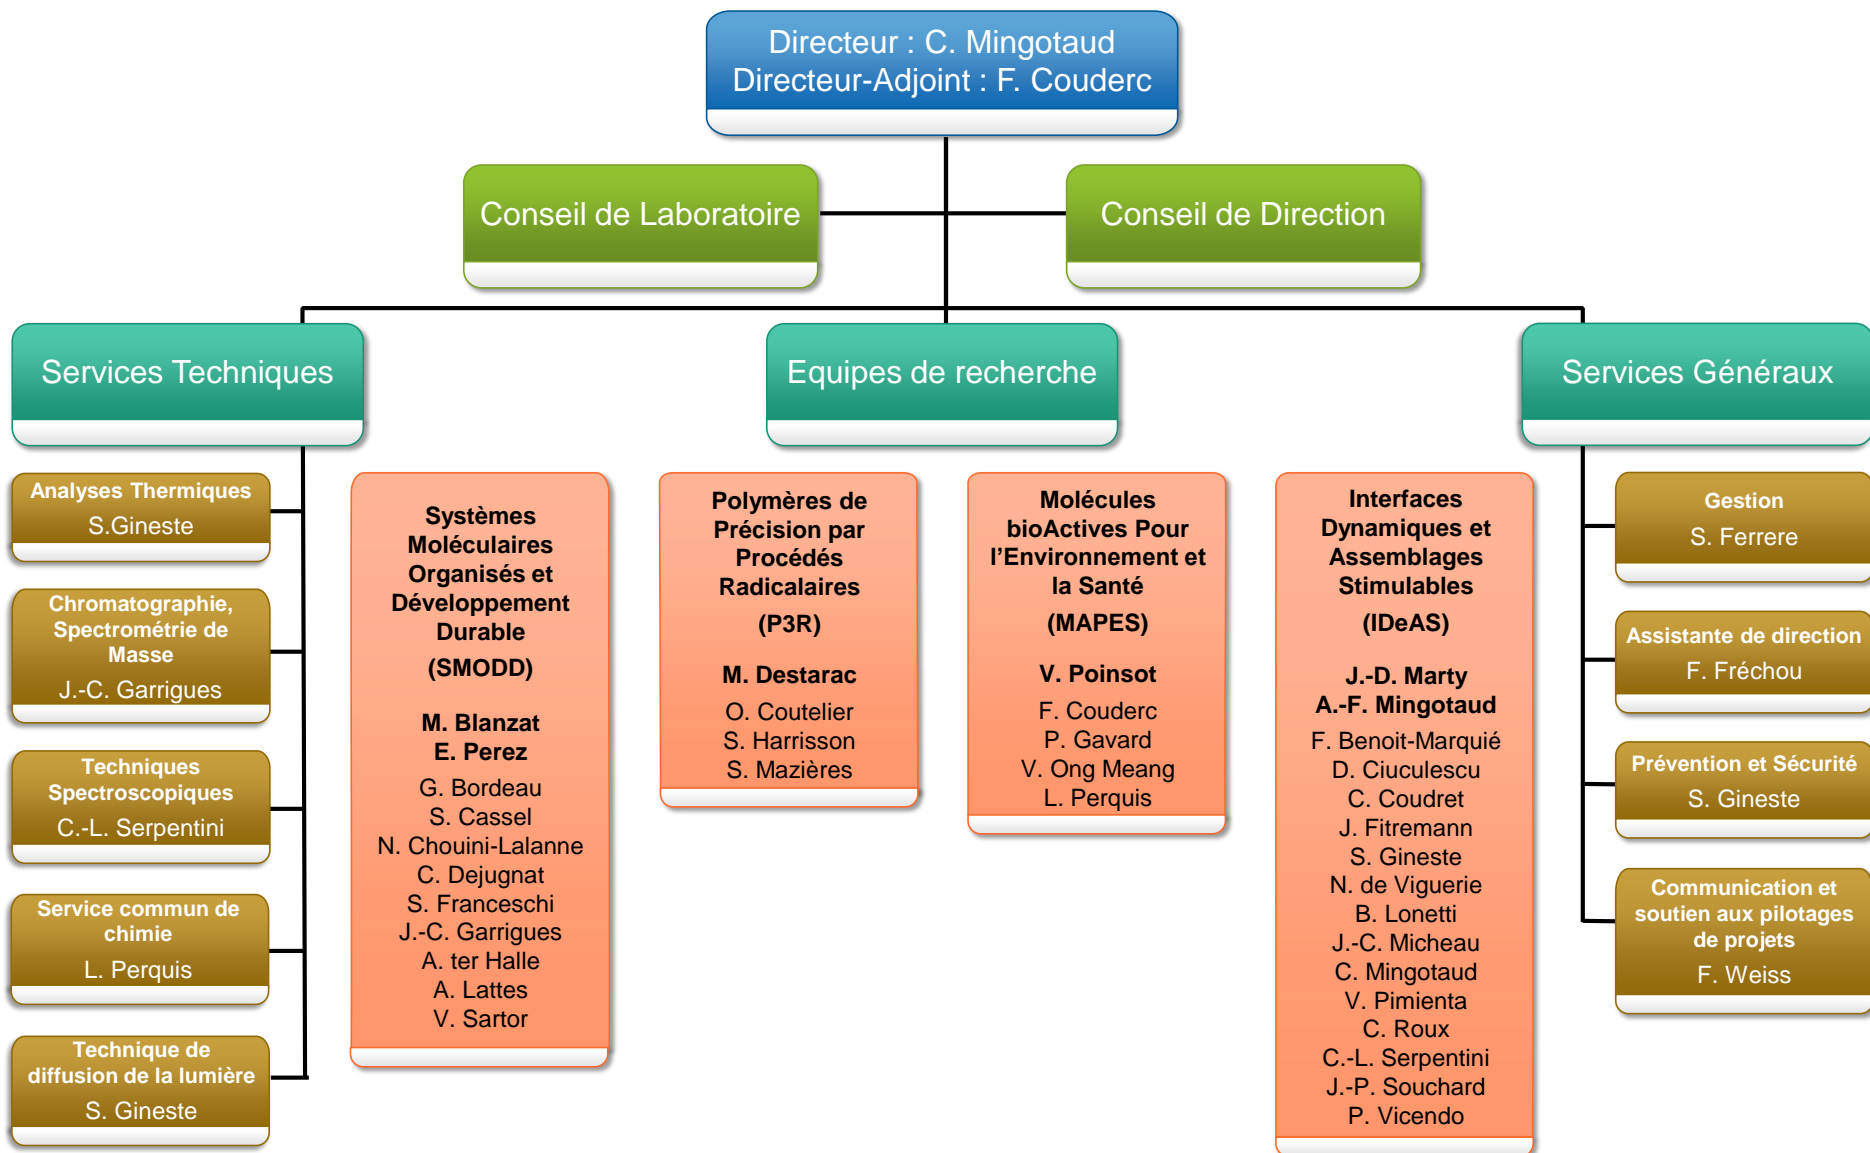 Directeur : C. Mingotaud
Directeur-Adjoint : F. Couderc
Conseil de Laboratoire
Conseil de Direction
Services Techniques
Equipes de recherche
Services Généraux
Analyses Thermiques
S.Gineste
Chromatographie,
Spectrométrie de
Masse
J.-C. Garrigues
Techniques
Spectroscopiques
C.-L. Serpentini
Service commun de
chimie
L. Perquis
Technique de
diffusion de la lumière
S. Gineste
Systèmes
Moléculaires
Organisés et
Développement
Durable
(SMODD)
M. Blanzat
E. Perez
G. Bordeau
S. Cassel
N. Chouini-Lalanne
C. Dejugnat
S. Franceschi
J.-C. Garrigues
A. ter Halle
A. Lattes
V. Sartor
Polymères de
Précision par
Procédés
Radicalaires
(P3R)
M. Destarac
O. Coutelier
S. Harrisson
S. Mazières
Molécules
bioActives Pour
l’Environnement et
la Santé
(MAPES)
V. Poinsot
F. Couderc
P. Gavard
V. Ong Meang
L. Perquis
Interfaces
Dynamiques et
Assemblages
Stimulables
(IDeAS)
J.-D. Marty
A.-F. Mingotaud
F. Benoit-Marquié
D. Ciuculescu
C. Coudret
J. Fitremann
S. Gineste
N. de Viguerie
B. Lonetti
J.-C. Micheau
C. Mingotaud
V. Pimienta
C. Roux
C.-L. Serpentini
J.-P. Souchard
P. Vicendo
Gestion
S. Ferrere
Assistante de direction
F. Fréchou
Prévention et Sécurité
S. Gineste
Communication et
soutien aux pilotages
de projets
F. Weiss